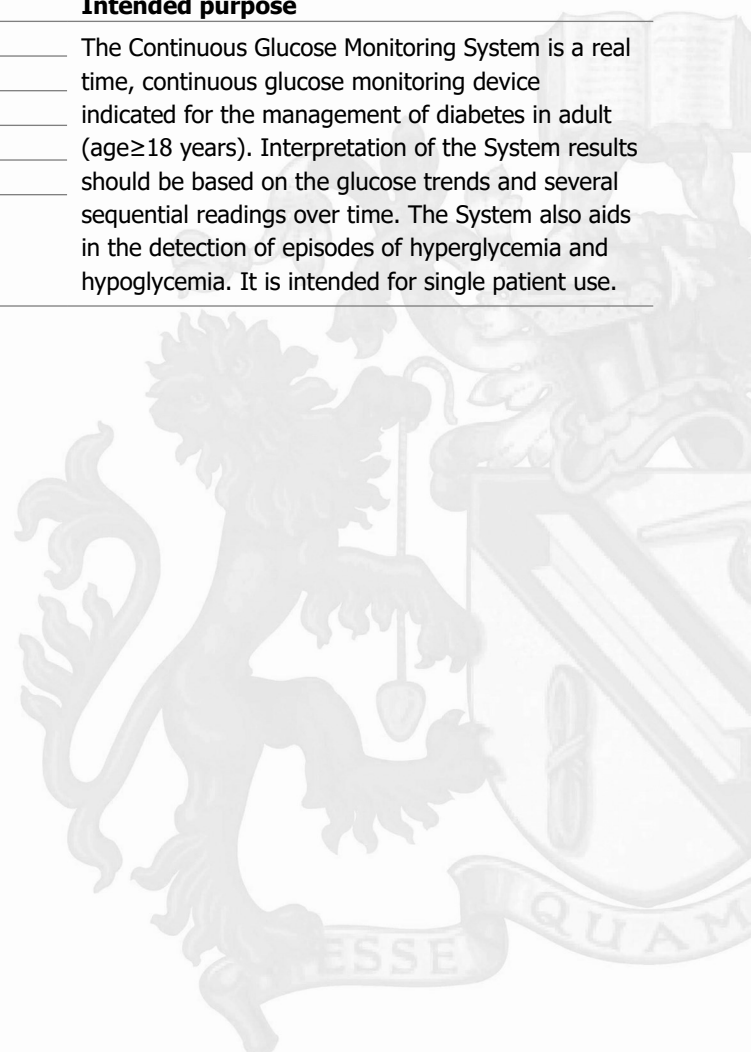 Intended purpose
The Continuous Glucose Monitoring System is a real
time, continuous glucose monitoring device
indicated for the management of diabetes in adult
(age≥18 years). Interpretation of the System results
should be based on the glucose trends and several
sequential readings over time. The System also aids
in the detection of episodes of hyperglycemia and
hypoglycemia. It is intended for single patient use.
ESSE QUAM